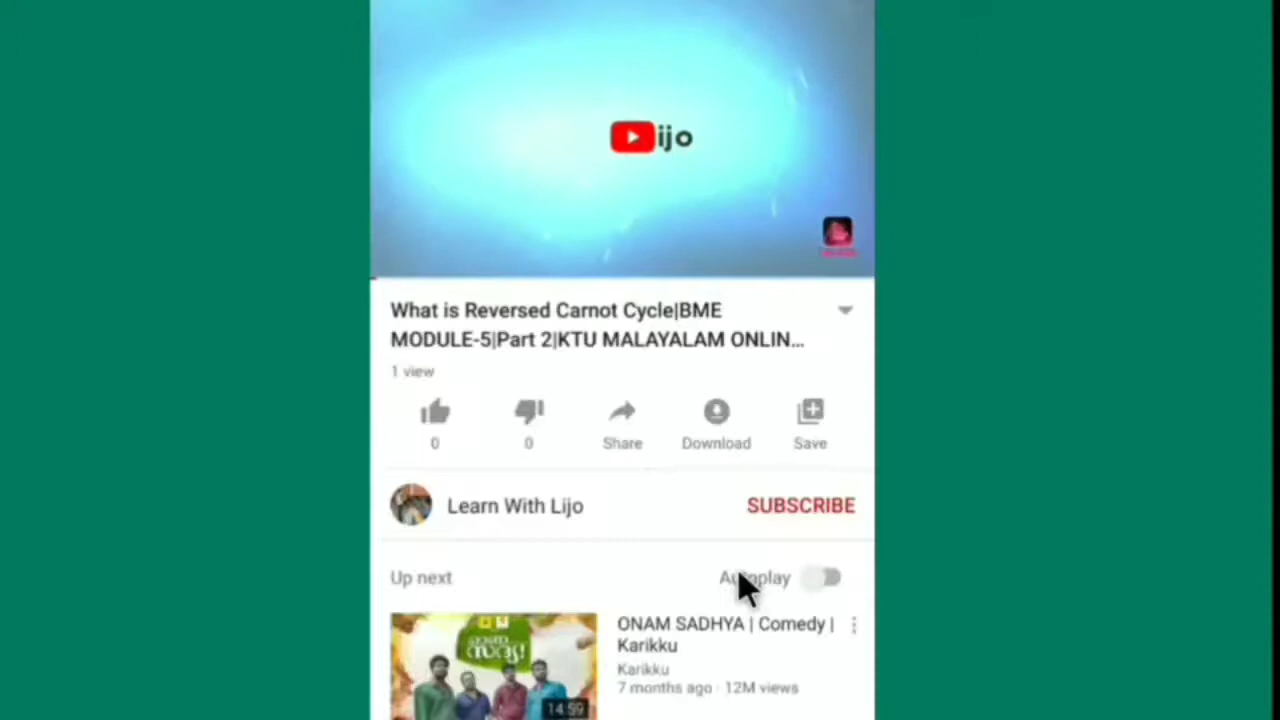 ijo
What is Reversed Carnot Cycle|BME
MODULE-5|Part 2|KTU MALAYALAM ONLIN...
1 view
0
0
Share
Download
Save
Learn With Lijo
SUBSCRIBE
Up next
Autoplay
ONAM SADHYA | Comedy |
Karikku
Karikku
7 months ago · 12M views
14:59